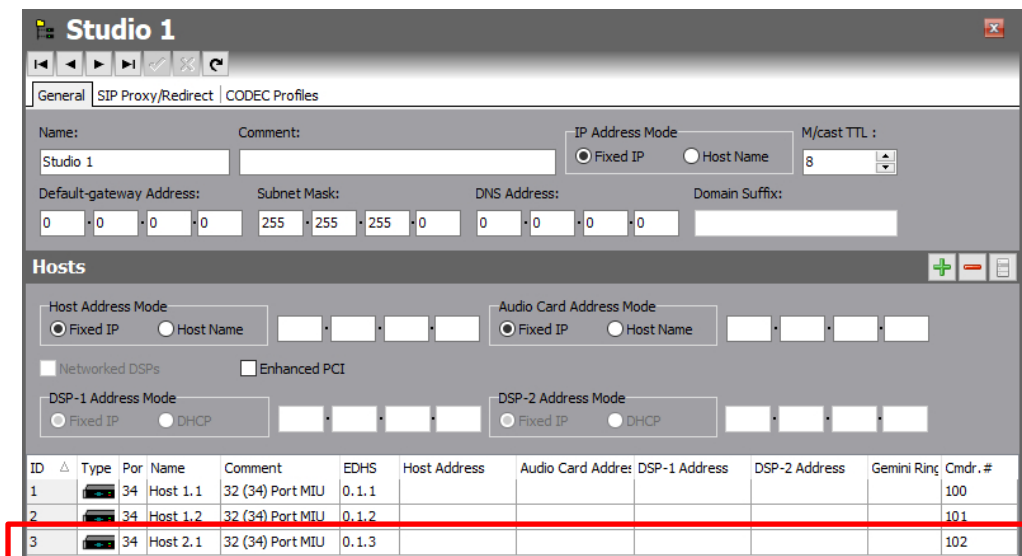 Studio 1
General SIP Proxy/Redirect CODEC Profiles
Name: Comment: IP Address Mode M/cast TTL :
Studio 1 Fixed IP Host Name 8
Default-gateway Address: Subnet Mask: DNS Address: Domain Suffix:
0 . 0 . 0 . 0 255 . 255 . 255 . 0 0 . 0 . 0 . 0
Hosts
Host Address Mode Audio Card Address Mode
Fixed IP Host Name . . . Fixed IP Host Name . . .
Networked DSPs Enhanced PCI
DSP-1 Address Mode DSP-2 Address Mode
Fixed IP DHCP . . . Fixed IP DHCP . . .
ID Type Por Name Comment EDHS Host Address Audio Card Addres DSP-1 Address DSP-2 Address Gemini Ring Cmdr.#
1 34 Host 1.1 32 (34) Port MIU 0.1.1 100
2 34 Host 1.2 32 (34) Port MIU 0.1.2 101
3 34 Host 2.1 32 (34) Port MIU 0.1.3 102